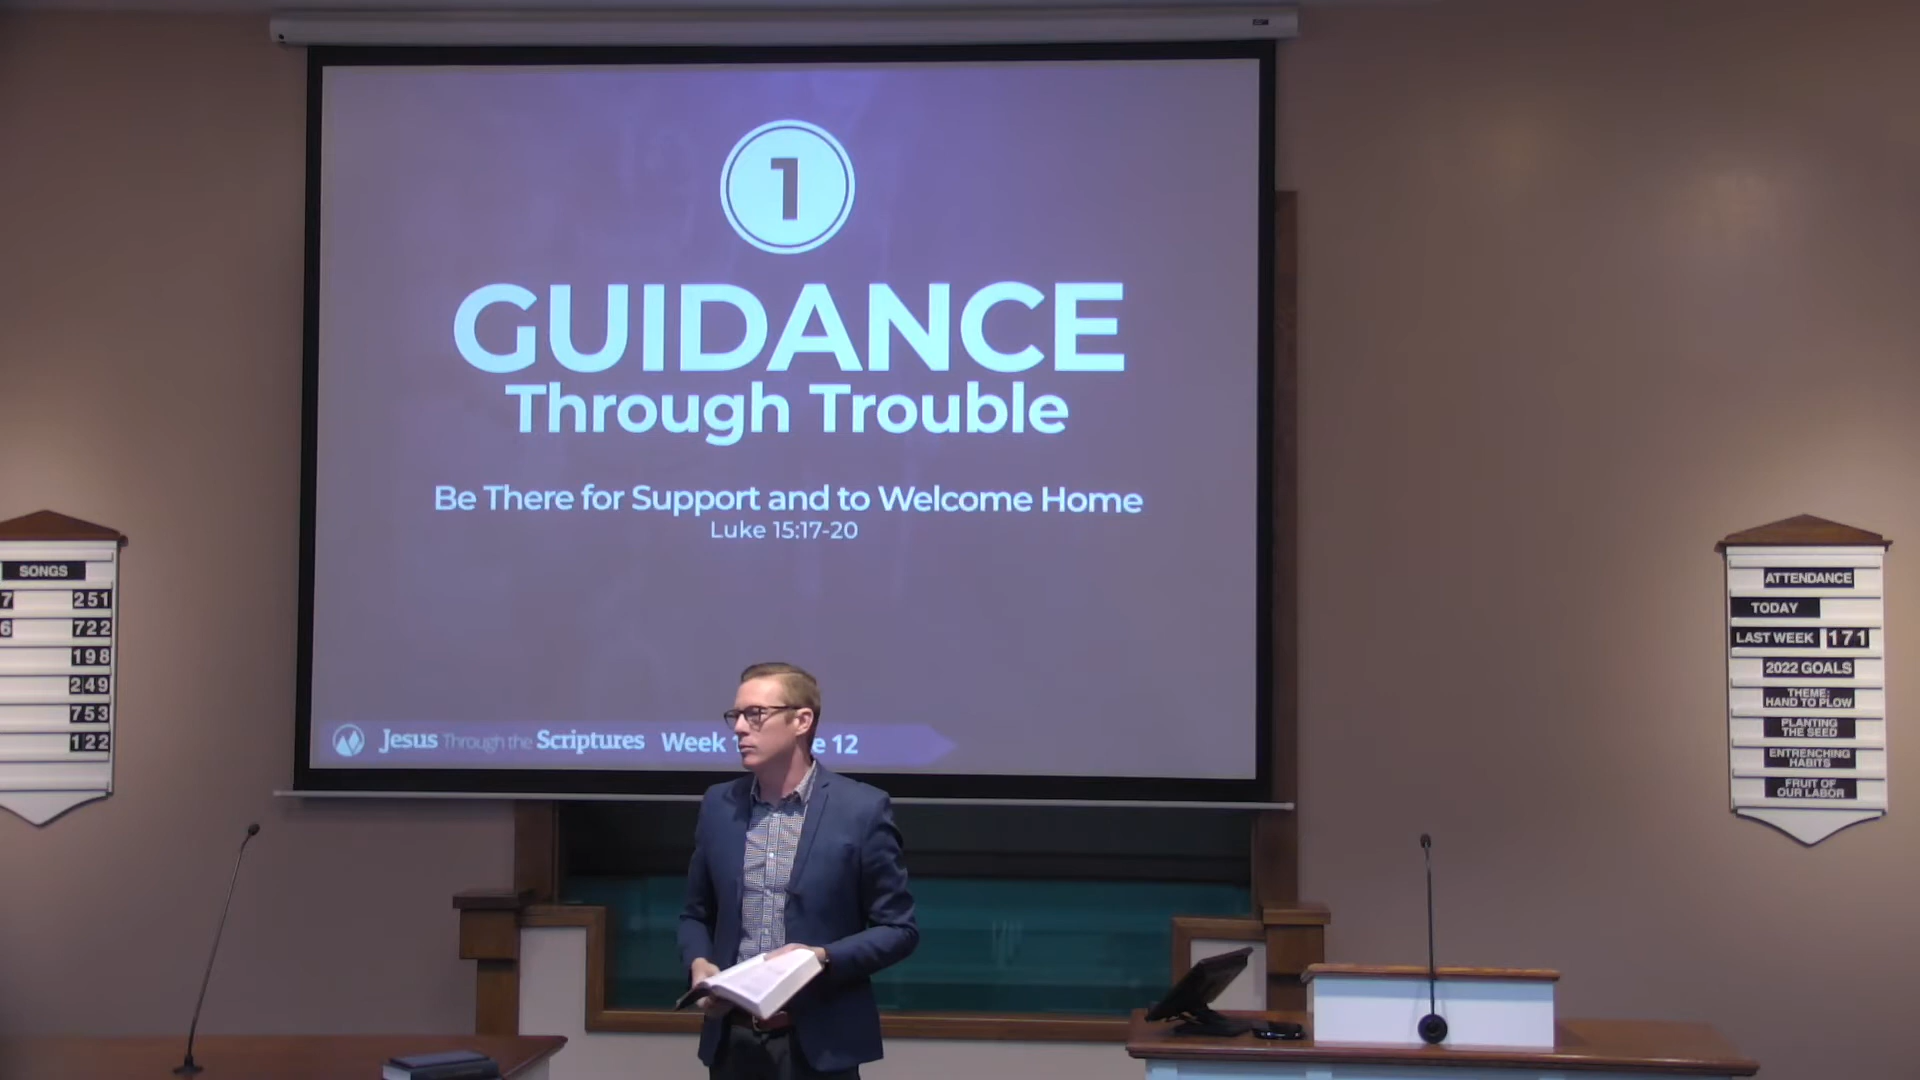 1
GUIDANCE
Through Trouble
Be There for Support and to Welcome Home
Luke 15:17-20
Jesus Through the Scriptures Week 1 e 12
SONGS
7 251
6 722
198
249
753
122
ATTENDANCE
TODAY
LAST WEEK 171
2022 GOALS
THEME:
HAND TO PLOW
PLANTING
THE SEED
ENTRENCHING
HABITS
FRUIT OF
OUR LABOR